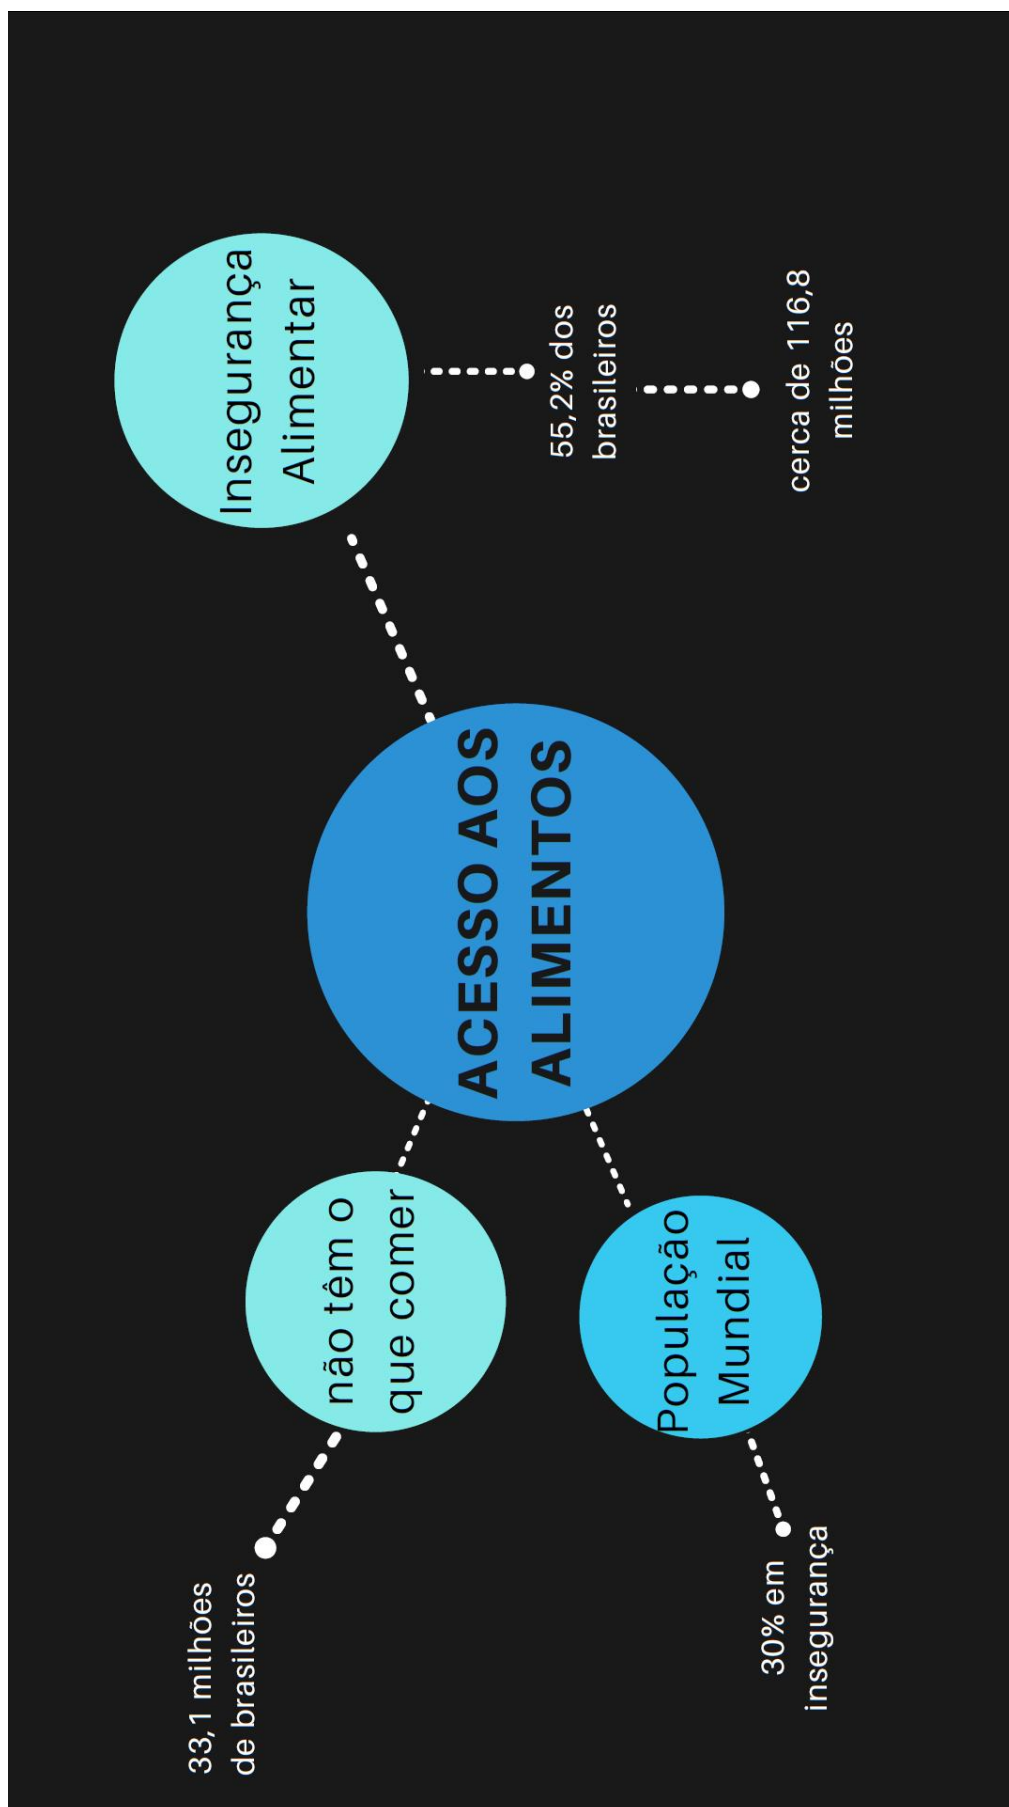 não têm o
que comer
33,1 milhões
de brasileiros
ACESSO AOS
ALIMENTOS
Insegurança
Alimentar
55,2% dos
brasileiros
cerca de 116,8
milhões
População
Mundial
30% em
insegurança